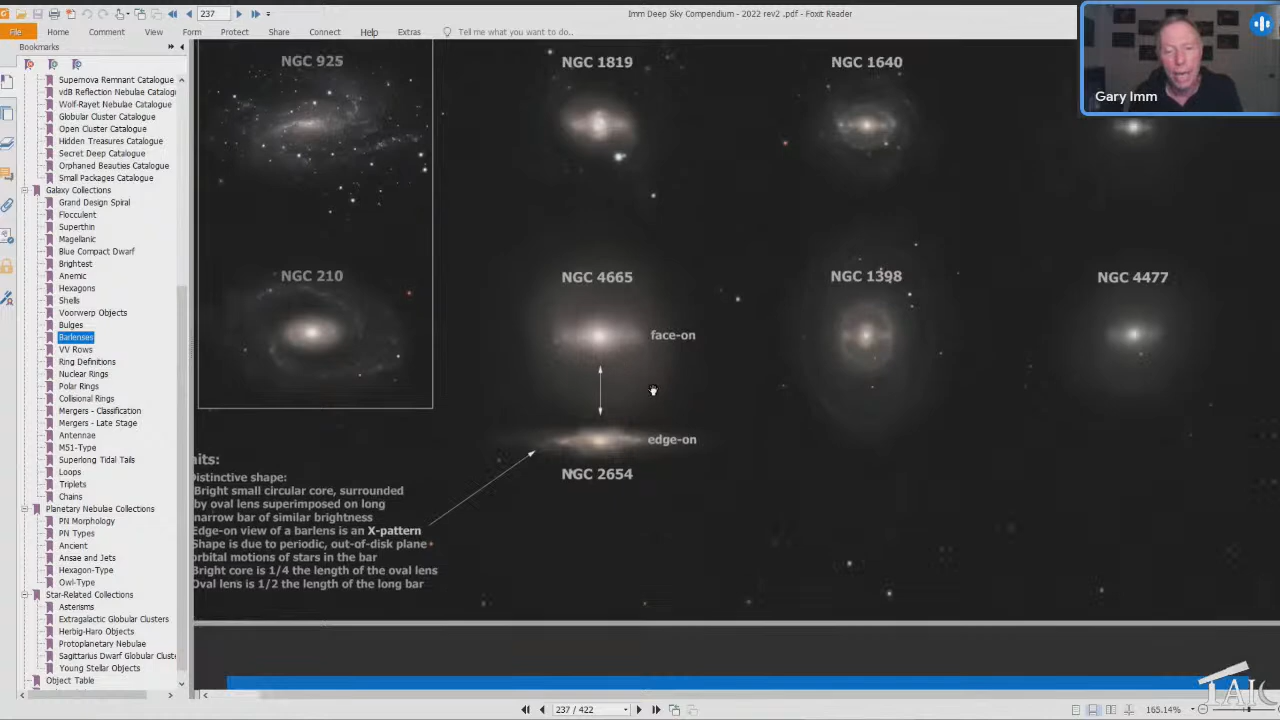 237
Imm Deep Sky Compendium - 2022 rev2 .pdf - Foxit Reader
File Home Comment View Form Protect Share Connect Help Extras Tell me what you want to do..
Bookmarks
Supernova Remnant Catalogue
vdB Reflection Nebulae Catalogue
Wolf-Rayet Nebulae Catalogue
Globular Cluster Catalogue
Open Cluster Catalogue
Hidden Treasures Catalogue
Secret Deep Catalogue
Orphaned Beauties Catalogue
Small Packages Catalogue
Galaxy Collections
Grand Design Spiral
Flocculent
Superthin
Magellanic
Blue Compact Dwarf
Brightest
Anemic
Hexagons
Shells
Voorwerp Objects
Bulges
Barlenses
VV Rows
Ring Definitions
Nuclear Rings
Polar Rings
Collisional Rings
Mergers - Classification
Mergers - Late Stage
Antennae
M51-Type
Superlong Tidal Tails
Loops
Triplets
Chains
Planetary Nebulae Collections
PN Morphology
PN Types
Ancient
Ansae and Jets
Hexagon-Type
Owl-Type
Star-Related Collections
Asterisms
Extragalactic Globular Clusters
Herbig-Haro Objects
Protoplanetary Nebulae
Sagittarius Dwarf Globular Cluste
Young Stellar Objects
Object Table
NGC 925
NGC 1819
NGC 1640
NGC 210
NGC 4665
NGC 1398
NGC 4477
face-on
edge-on
NGC 2654
its:
Distinctive shape:
Bright small circular core, surrounded
by oval lens superimposed on long
narrow bar of similar brightness
Edge-on view of a barlens is an X-pattern
Shape is due to periodic, out-of-disk plane
orbital motions of stars in the bar
Bright core is 1/4 the length of the oval lens
Oval lens is 1/2 the length of the long bar
Gary Imm
237 / 422
165.14%